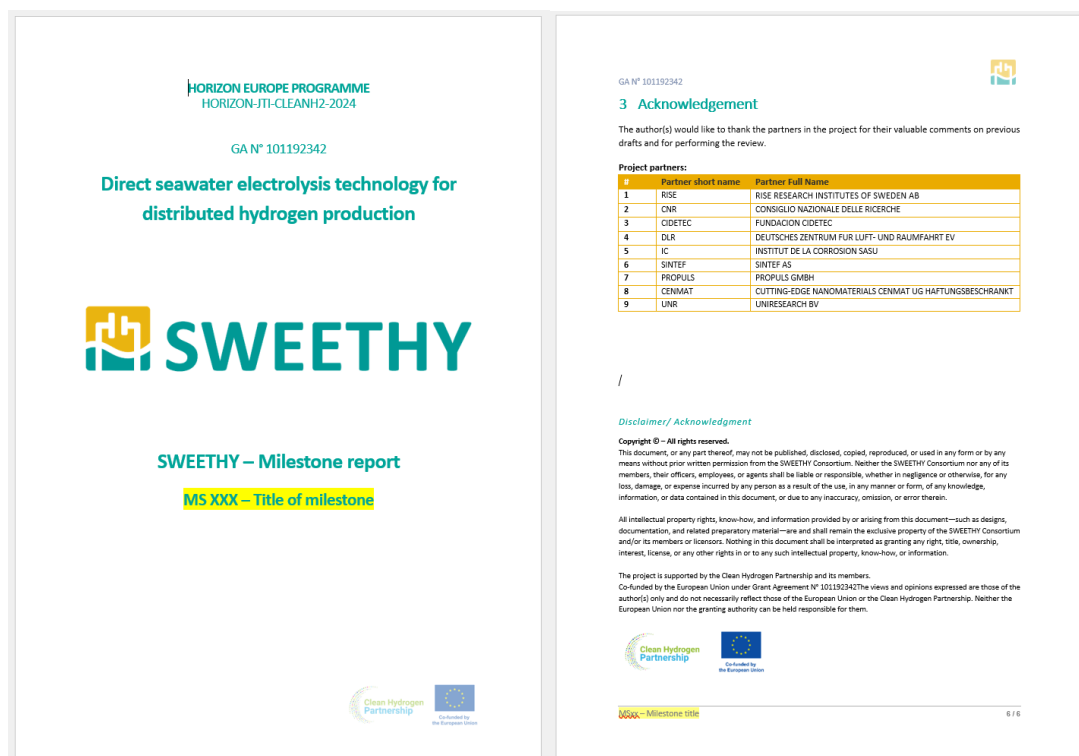 HORIZON EUROPE PROGRAMME
HORIZON-JTI-CLEANH2-2024
GA N° 101192342
Direct seawater electrolysis technology for
distributed hydrogen production
SWEETHY
SWEETHY – Milestone report
MS XXX – Title of milestone
Clean Hydrogen
Partnership
Co-funded by
the European Union
GA N° 101192342
3 Acknowledgement
The author(s) would like to thank the partners in the project for their valuable comments on previous
drafts and for performing the review.
Project partners:
# Partner short name Partner Full Name
1 RISE RISE RESEARCH INSTITUTES OF SWEDEN AB
2 CNR CONSIGLIO NAZIONALE DELLE RICERCHE
3 CIDETEC FUNDACION CIDETEC
4 DLR DEUTSCHES ZENTRUM FUR LUFT- UND RAUMFAHRT EV
5 IC INSTITUT DE LA CORROSION SASU
6 SINTEF SINTEF AS
7 PROPULS PROPULS GMBH
8 CENMAT CUTTING-EDGE NANOMATERIALS CENMAT UG HAFTUNGSBESCHRANKT
9 UNR UNIRESEARCH BV
/
Disclaimer/ Acknowledgment
Copyright © – All rights reserved.
This document, or any part thereof, may not be published, disclosed, copied, reproduced, or used in any form or by any
means without prior written permission from the SWEETHY Consortium. Neither the SWEETHY Consortium nor any of its
members, their officers, employees, or agents shall be liable or responsible, whether in negligence or otherwise, for any
loss, damage, or expense incurred by any person as a result of the use, in any manner or form, of any knowledge,
information, or data contained in this document, or due to any inaccuracy, omission, or error therein.
All intellectual property rights, know-how, and information provided by or arising from this document—such as designs,
documentation, and related preparatory material—are and shall remain the exclusive property of the SWEETHY Consortium
and/or its members or licensors. Nothing in this document shall be interpreted as granting any right, title, ownership,
interest, license, or any other rights in or to any such intellectual property, know-how, or information.
The project is supported by the Clean Hydrogen Partnership and its members.
Co-funded by the European Union under Grant Agreement N° 101192342The views and opinions expressed are those of the
author(s) only and do not necessarily reflect those of the European Union or the Clean Hydrogen Partnership. Neither the
European Union nor the granting authority can be held responsible for them.
Clean Hydrogen
Partnership
Co-funded by
the European Union
MSxx – Milestone title 6 / 6